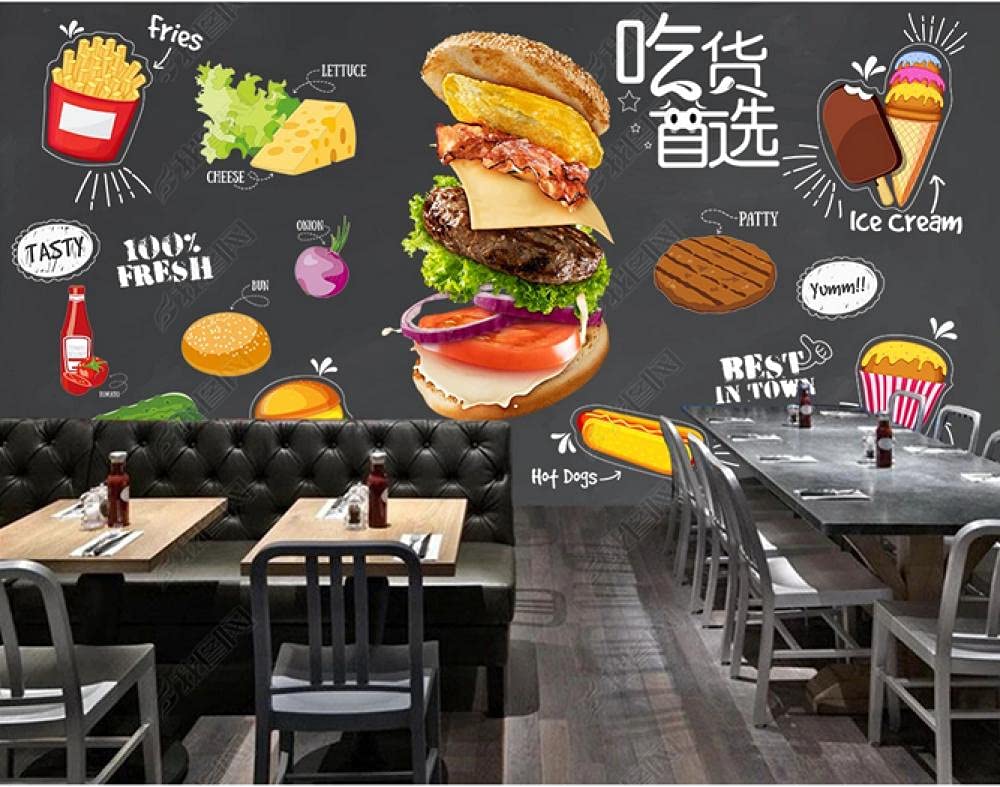 fries
LETTUCE
CHEESE
吃货
首选
Ice Cream
TASTY
100%
FRESH
ONION
BUN
PATTY
Yumm!!
TOMATO
BEST
IN TOWN
Hot Dogs